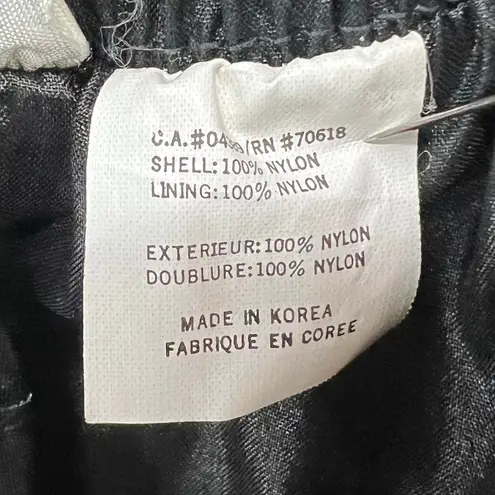 C.A. RN #70618
SHELL:100% NYLON
LINING:100% NYLON
EXTERIEUR:100% NYLON
DOUBLURE:100% NYLON
MADE IN KOREA
FABRIQUE EN COREE